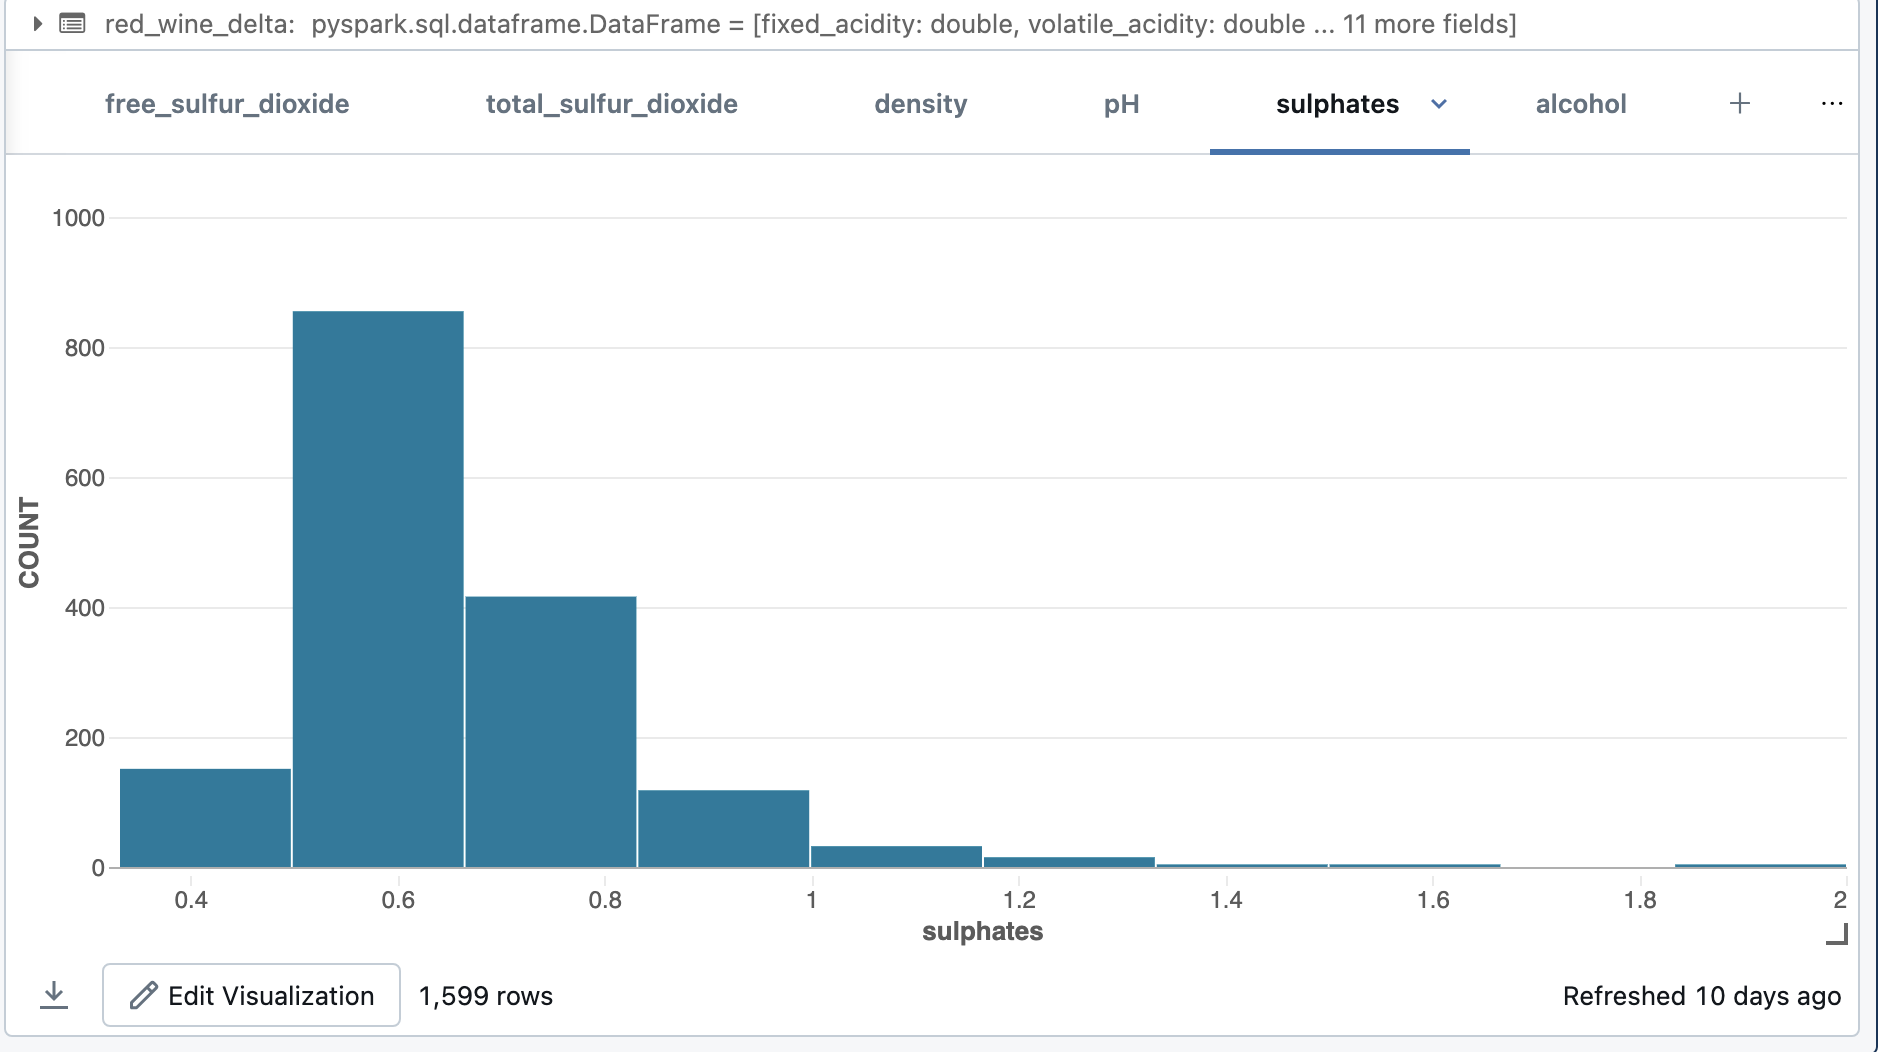 red_wine_delta: pyspark.sql.dataframe.DataFrame = [fixed_acidity: double, volatile_acidity: double ... 11 more fields]
free_sulfur_dioxide total_sulfur_dioxide density pH sulphates alcohol + ...
1000
800
600
400
200
0
COUNT
0.4 0.6 0.8 1 1.2 1.4 1.6 1.8 2
sulphates
Edit Visualization 1,599 rows Refreshed 10 days ago